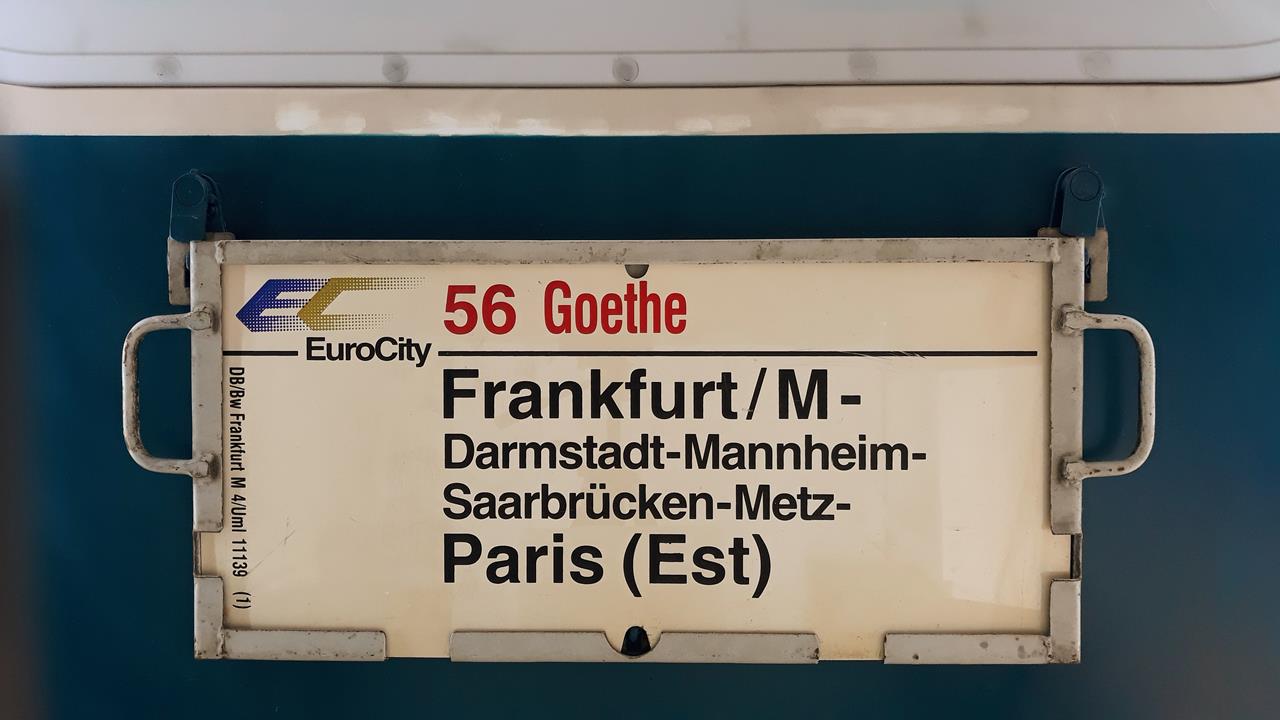 EC
56 Goethe
EuroCity
Frankfurt/M-
Darmstadt-Mannheim-
Saarbrücken-Metz-
Paris (Est)
DB/Bw Frankfurt M 4/Uml 11139 (1)